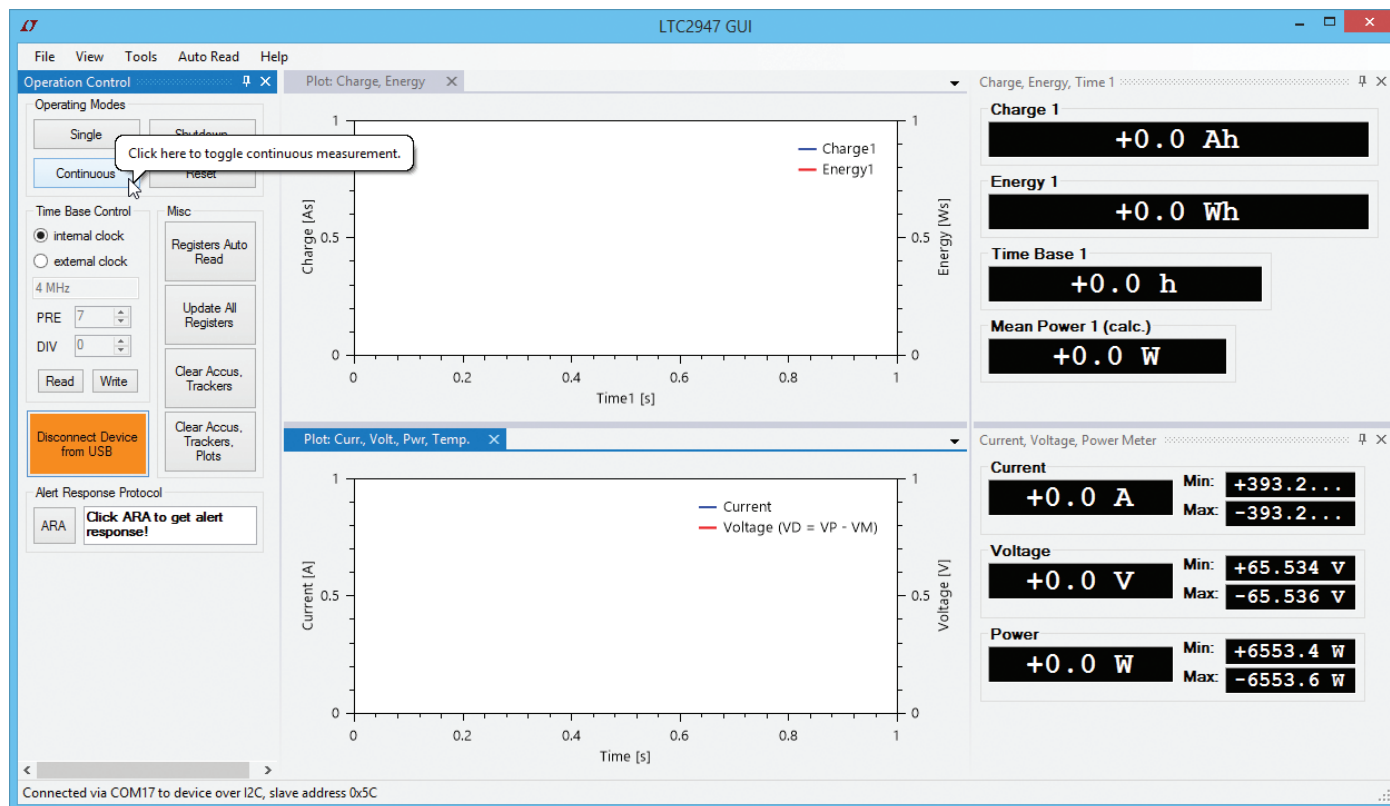 LTC2947 GUI
File View Tools Auto Read Help
Operation Control
Operating Modes
Single
Shutdown
Click here to toggle continuous measurement.
Continuous
Reset
Time Base Control
internal clock
external clock
4 MHz
PRE 7
DIV 0
Read Write
Misc
Registers Auto
Read
Update All
Registers
Clear Accus,
Trackers
Clear Accus,
Trackers,
Plots
Disconnect Device
from USB
Alert Response Protocol
ARA
Click ARA to get alert
response!
Plot: Charge, Energy
1
0.5
0
Charge [As]
Charge1
Energy1
1
0.5
0
Energy [Ws]
0 0.2 0.4 0.6 0.8 1
Time1 [s]
Plot: Curr., Volt., Pwr, Temp.
1
0.5
0
Current [A]
Current
Voltage (VD = VP - VM)
1
0.5
0
Voltage [V]
0 0.2 0.4 0.6 0.8 1
Time [s]
Charge, Energy, Time 1
Charge 1
+0.0 Ah
Energy 1
+0.0 Wh
Time Base 1
+0.0 h
Mean Power 1 (calc.)
+0.0 W
Current, Voltage, Power Meter
Current
+0.0 A
Min: +393.2...
Max: -393.2...
Voltage
+0.0 V
Min: +65.534 V
Max: -65.536 V
Power
+0.0 W
Min: +6553.4 W
Max: -6553.6 W
Connected via COM17 to device over I2C, slave address 0x5C